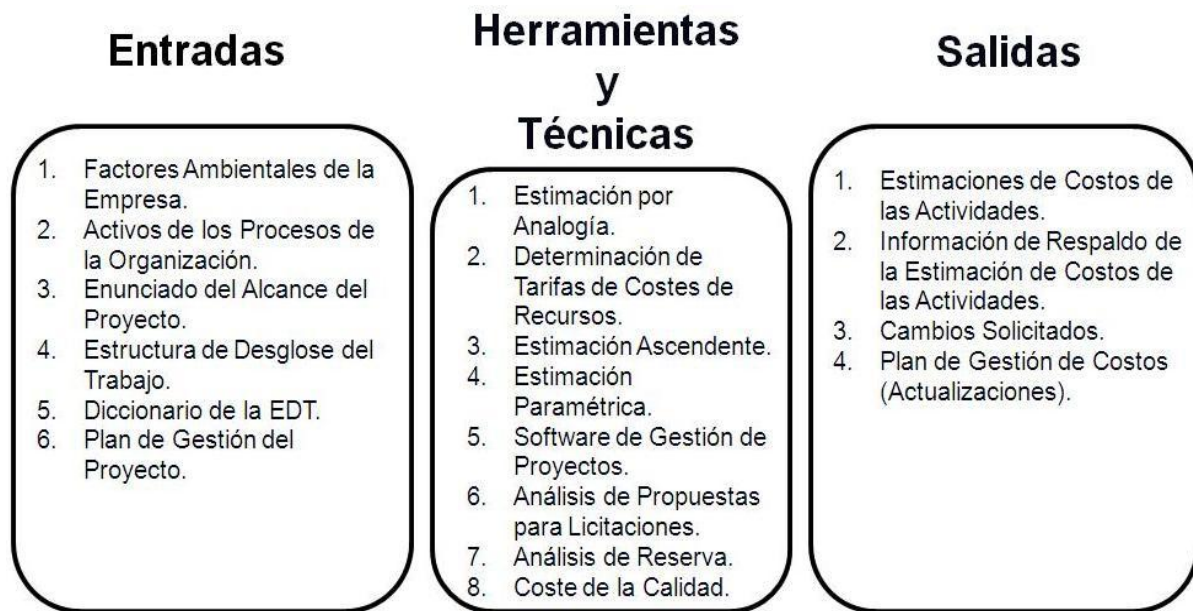 Entradas
1. Factores Ambientales de la
Empresa.
2. Activos de los Procesos de
la Organización.
3. Enunciado del Alcance del
Proyecto.
4. Estructura de Desglose del
Trabajo.
5. Diccionario de la EDT.
6. Plan de Gestión del
Proyecto.
Herramientas
y
Técnicas
1. Estimación por
Analogía.
2. Determinación de
Tarifas de Costes de
Recursos.
3. Estimación Ascendente.
4. Estimación
Paramétrica.
5. Software de Gestión de
Proyectos.
6. Análisis de Propuestas
para Licitaciones.
7. Análisis de Reserva.
8. Coste de la Calidad.
Salidas
1. Estimaciones de Costos de
las Actividades.
2. Información de Respaldo de
la Estimación de Costos de
las Actividades.
3. Cambios Solicitados.
4. Plan de Gestión de Costos
(Actualizaciones).